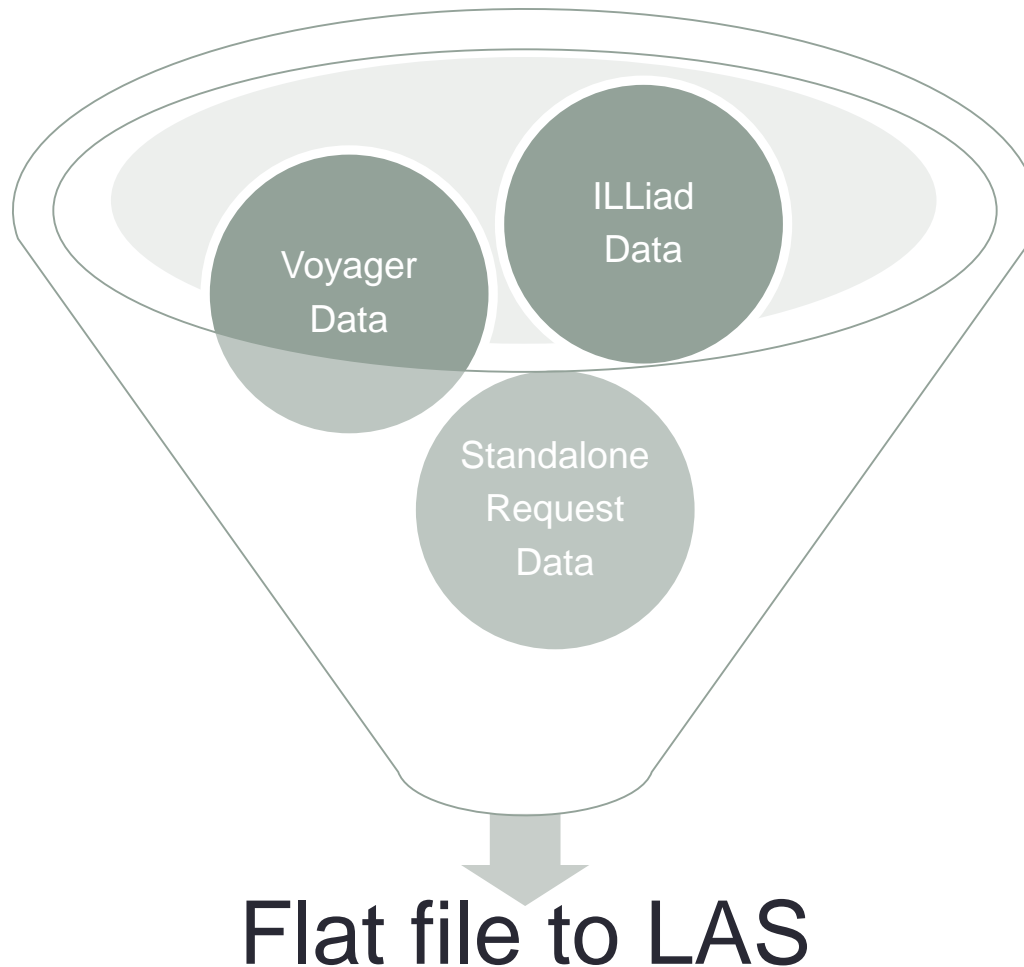 ILLiad
Data
Voyager
Data
Standalone
Request
Data
Flat file to LAS